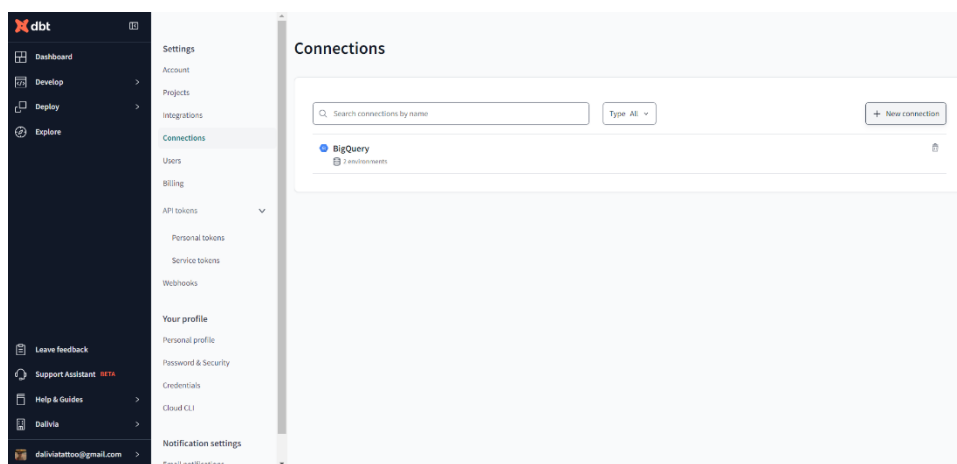 dbt
Dashboard
Develop
Deploy
Explore
Leave feedback
Support Assistant BETA
Help & Guides
Dalivia
daliviatattoo@gmail.com
Settings
Account
Projects
Integrations
Connections
Users
Billing
API tokens
Personal tokens
Service tokens
Webhooks
Your profile
Personal profile
Password & Security
Credentials
Cloud CLI
Notification settings
Email notifications
Connections
Search connections by name
Type All
+ New connection
BigQuery
2 environments